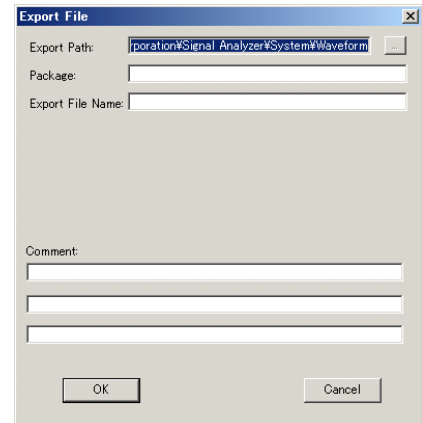 Export File
Export Path: rporation¥Signal Analyzer¥System¥Waveform ...
Package:
Export File Name:
Comment:
OK Cancel